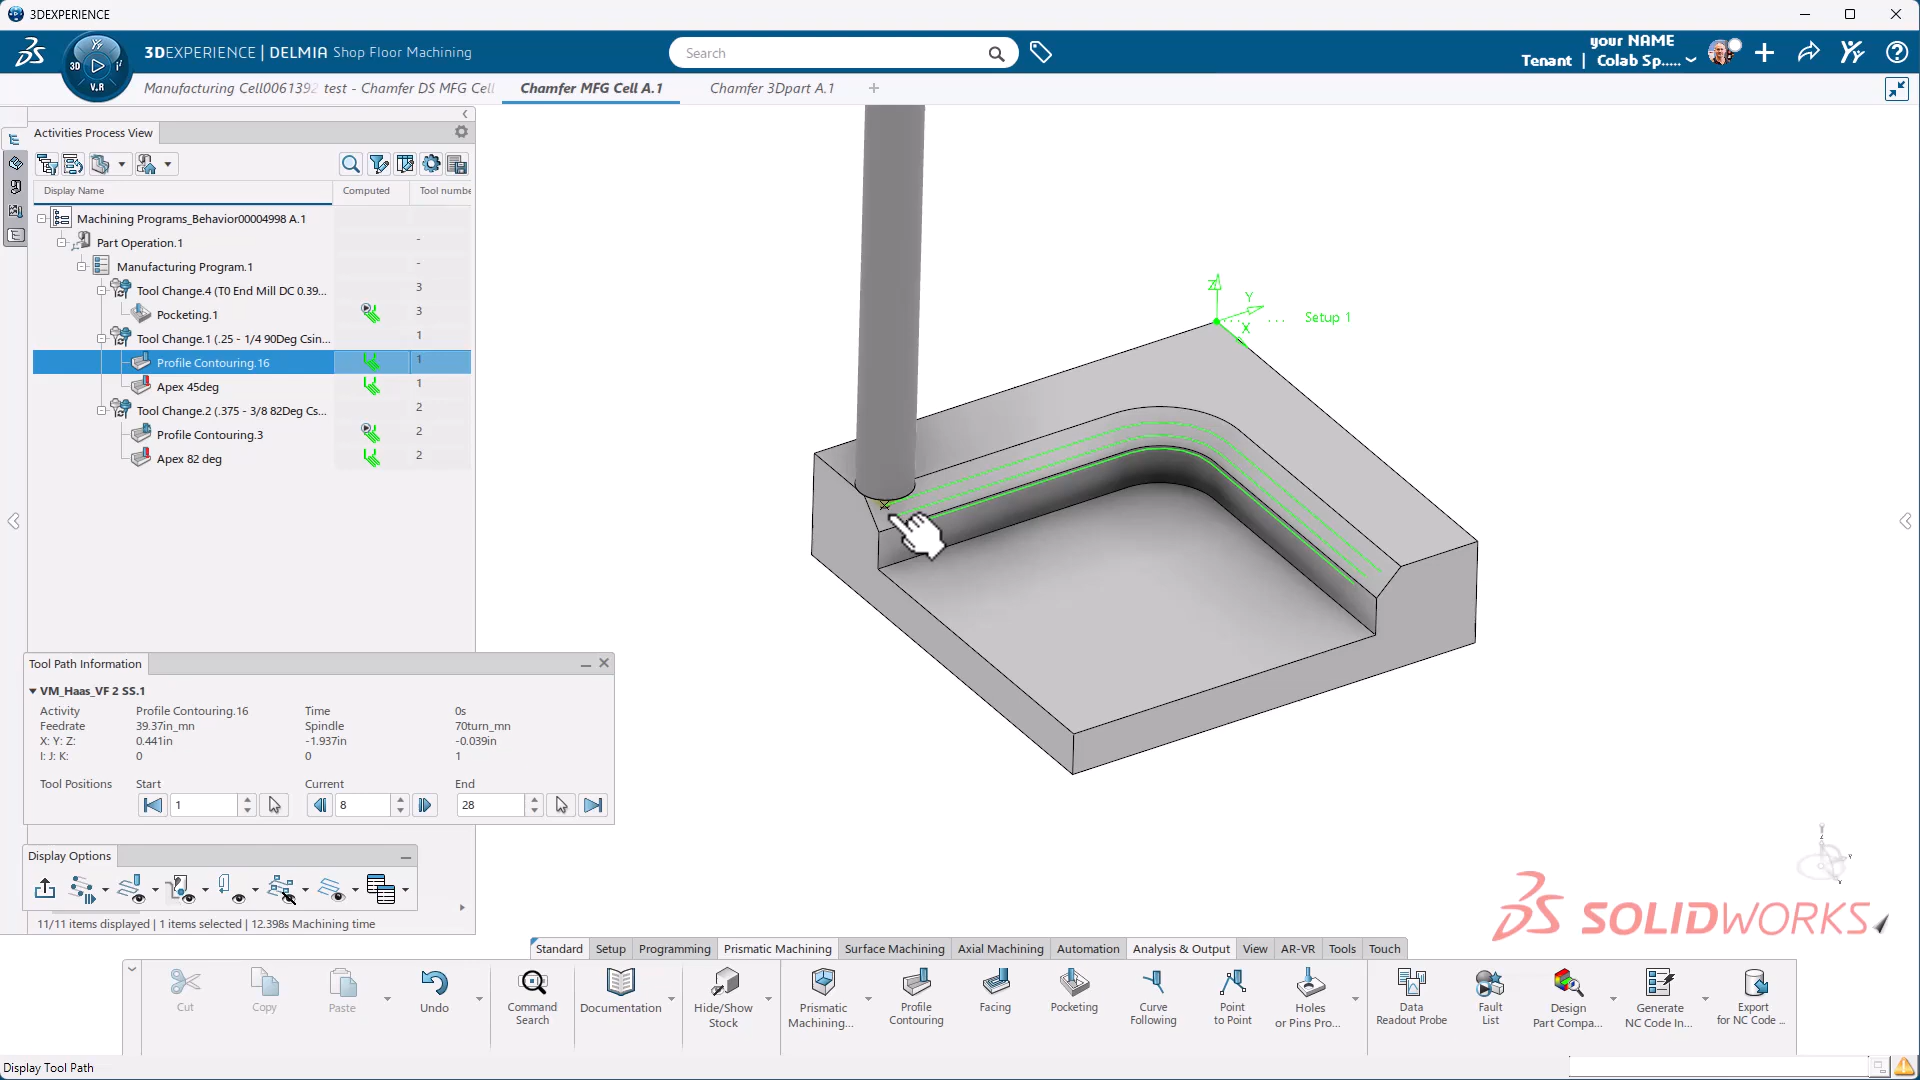 3DEXPERIENCE
3DEXPERIENCE | DELMIA Shop Floor Machining
Search
your NAME
Tenant | Colab Sp.....
3D
V.R
Manufacturing Cell0061392
test - Chamfer DS MFG Cell
Chamfer MFG Cell A.1
Chamfer 3Dpart A.1
Activities Process View
Display Name
Computed
Tool numbe
Machining Programs_Behavior00004998 A.1
Part Operation.1
-
Manufacturing Program.1
-
Tool Change.4 (T0 End Mill DC 0.39...
3
Pocketing.1
3
Tool Change.1 (.25 - 1/4 90Deg Csin...
1
Profile Contouring.16
1
Apex 45deg
1
Tool Change.2 (.375 - 3/8 82Deg Cs...
2
Profile Contouring.3
2
Apex 82 deg
2
Z
Y
X
Setup 1
Tool Path Information
VM_Haas_VF 2 SS.1
Activity Profile Contouring.16 Time 0s
Feedrate 39.37in_mn Spindle 70turn_mn
X: Y: Z: 0.441in -1.937in -0.039in
I: J: K: 0 0 1
Tool Positions Start Current End
1 8 28
Display Options
11/11 items displayed | 1 items selected | 12.398s Machining time
SOLIDWORKS
Standard Setup Programming Prismatic Machining Surface Machining Axial Machining Automation Analysis & Output View AR-VR Tools Touch
Cut
Copy
Paste
Undo
Command
Search
Documentation
Hide/Show
Stock
Prismatic
Machining...
Profile
Contouring
Facing
Pocketing
Curve
Following
Point
to Point
Holes
or Pins Pro...
Data
Readout Probe
Fault
List
Design
Part Compa...
Generate
NC Code In...
Export
for NC Code ...
Display Tool Path